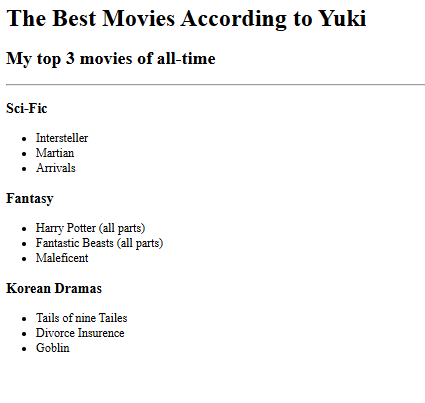 The Best Movies According to Yuki
My top 3 movies of all-time
Sci-Fic
Intersteller
Martian
Arrivals
Fantasy
Harry Potter (all parts)
Fantastic Beasts (all parts)
Maleficent
Korean Dramas
Tails of nine Tailes
Divorce Insurence
Goblin